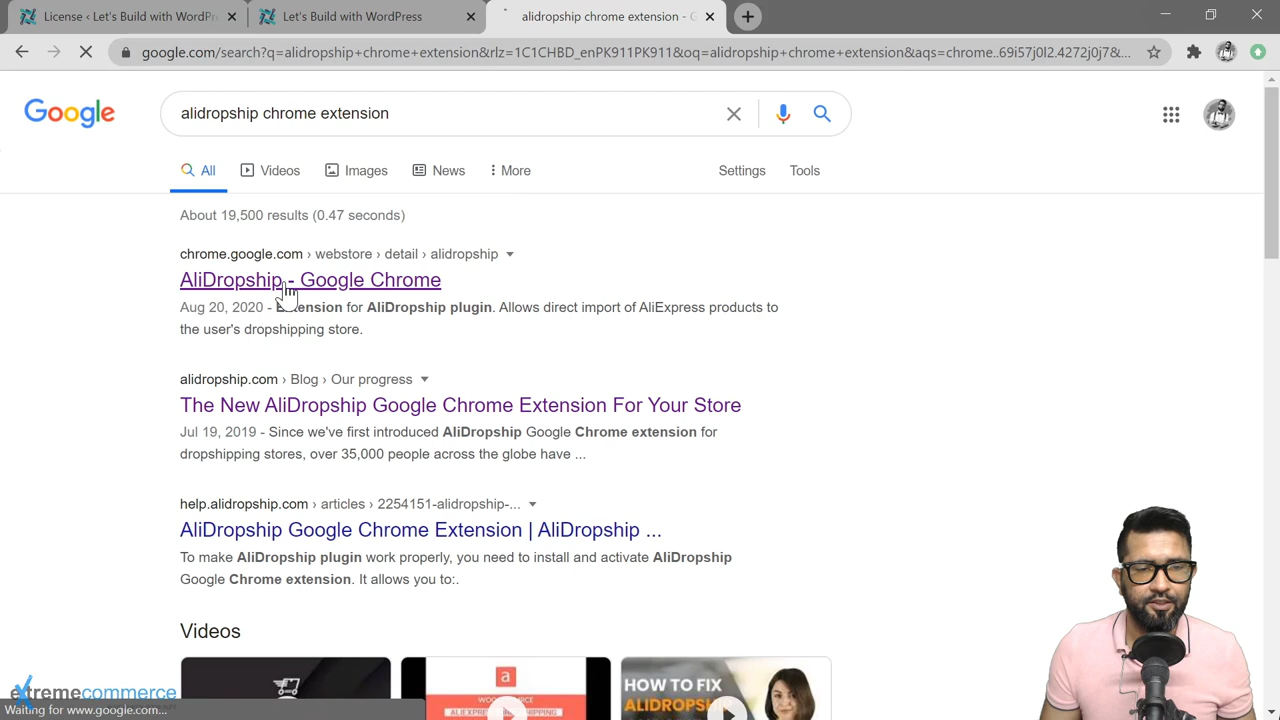 License ‹ Let's Build with WordPr
Let's Build with WordPress
alidropship chrome extension - G
google.com/search?q=alidropship+chrome+extension&rlz=1C1CHBD_enPK911PK911&oq=alidropship+chrome+extension&aqs=chrome..69i57j0l2.4272j0j7&...
Google
alidropship chrome extension
All
Videos
Images
News
More
Settings
Tools
About 19,500 results (0.47 seconds)
chrome.google.com › webstore › detail › alidropship
AliDropship - Google Chrome
Aug 20, 2020 - Extension for AliDropship plugin. Allows direct import of AliExpress products to
the user's dropshipping store.
alidropship.com › Blog › Our progress
The New AliDropship Google Chrome Extension For Your Store
Jul 19, 2019 - Since we've first introduced AliDropship Google Chrome extension for
dropshipping stores, over 35,000 people across the globe have ...
help.alidropship.com › articles › 2254151-alidropship-...
AliDropship Google Chrome Extension | AliDropship ...
To make AliDropship plugin work properly, you need to install and activate AliDropship
Google Chrome extension. It allows you to:.
Videos
a
WOOCOMMERCE
HOW TO FIX
ALIDROPSHIP
extremecommerce
Waiting for www.google.com...